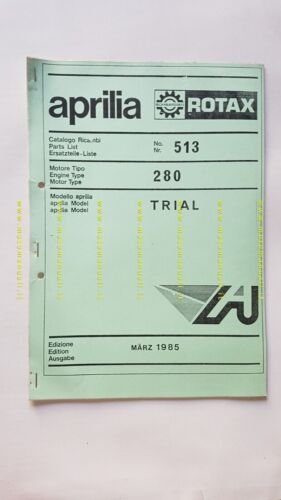 aprilia ROTAX
Catalogo Ricambi
Parts List
Ersatzteile-Liste
No.
Nr.
513
Motore Tipo
Engine Type
Motor Type
280
Modello aprilia
aprilia Model
aprilia Model
TRIAL
Edizione
Edition
Ausgabe
MÄRZ 1985